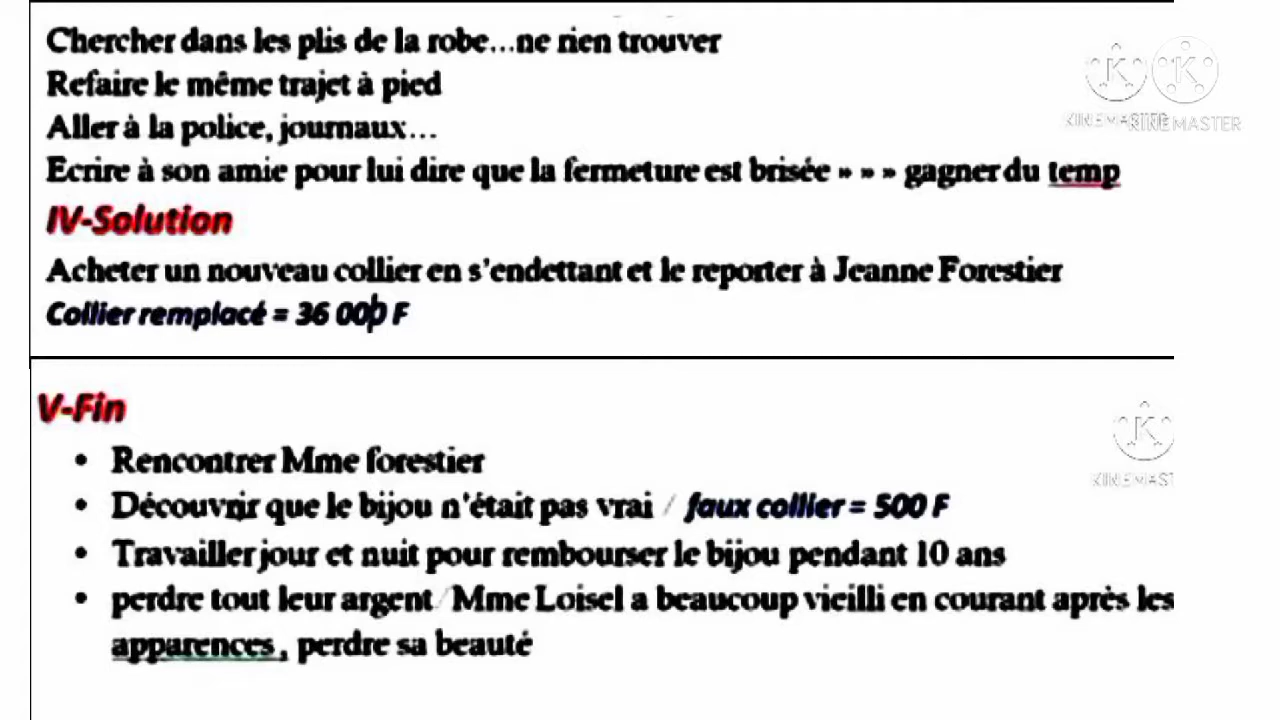 Chercher dans les plis de la robe...ne rien trouver
Refaire le même trajet à pied
Aller à la police, journaux...
Ecrire à son amie pour lui dire que la fermeture est brisée » » » gagner du temp
IV-Solution
Acheter un nouveau collier en s'endettant et le reporter à Jeanne Forestier
Collier remplacé = 36 000 F
V-Fin
• Rencontrer Mme forestier
• Découvrir que le bijou n'était pas vrai / faux collier = 500 F
• Travailler jour et nuit pour rembourser le bijou pendant 10 ans
• perdre tout leur argent / Mme Loisel a beaucoup vieilli en courant après les
apparences, perdre sa beauté
KINEMASTER
KINEMASTER
KINEMAST